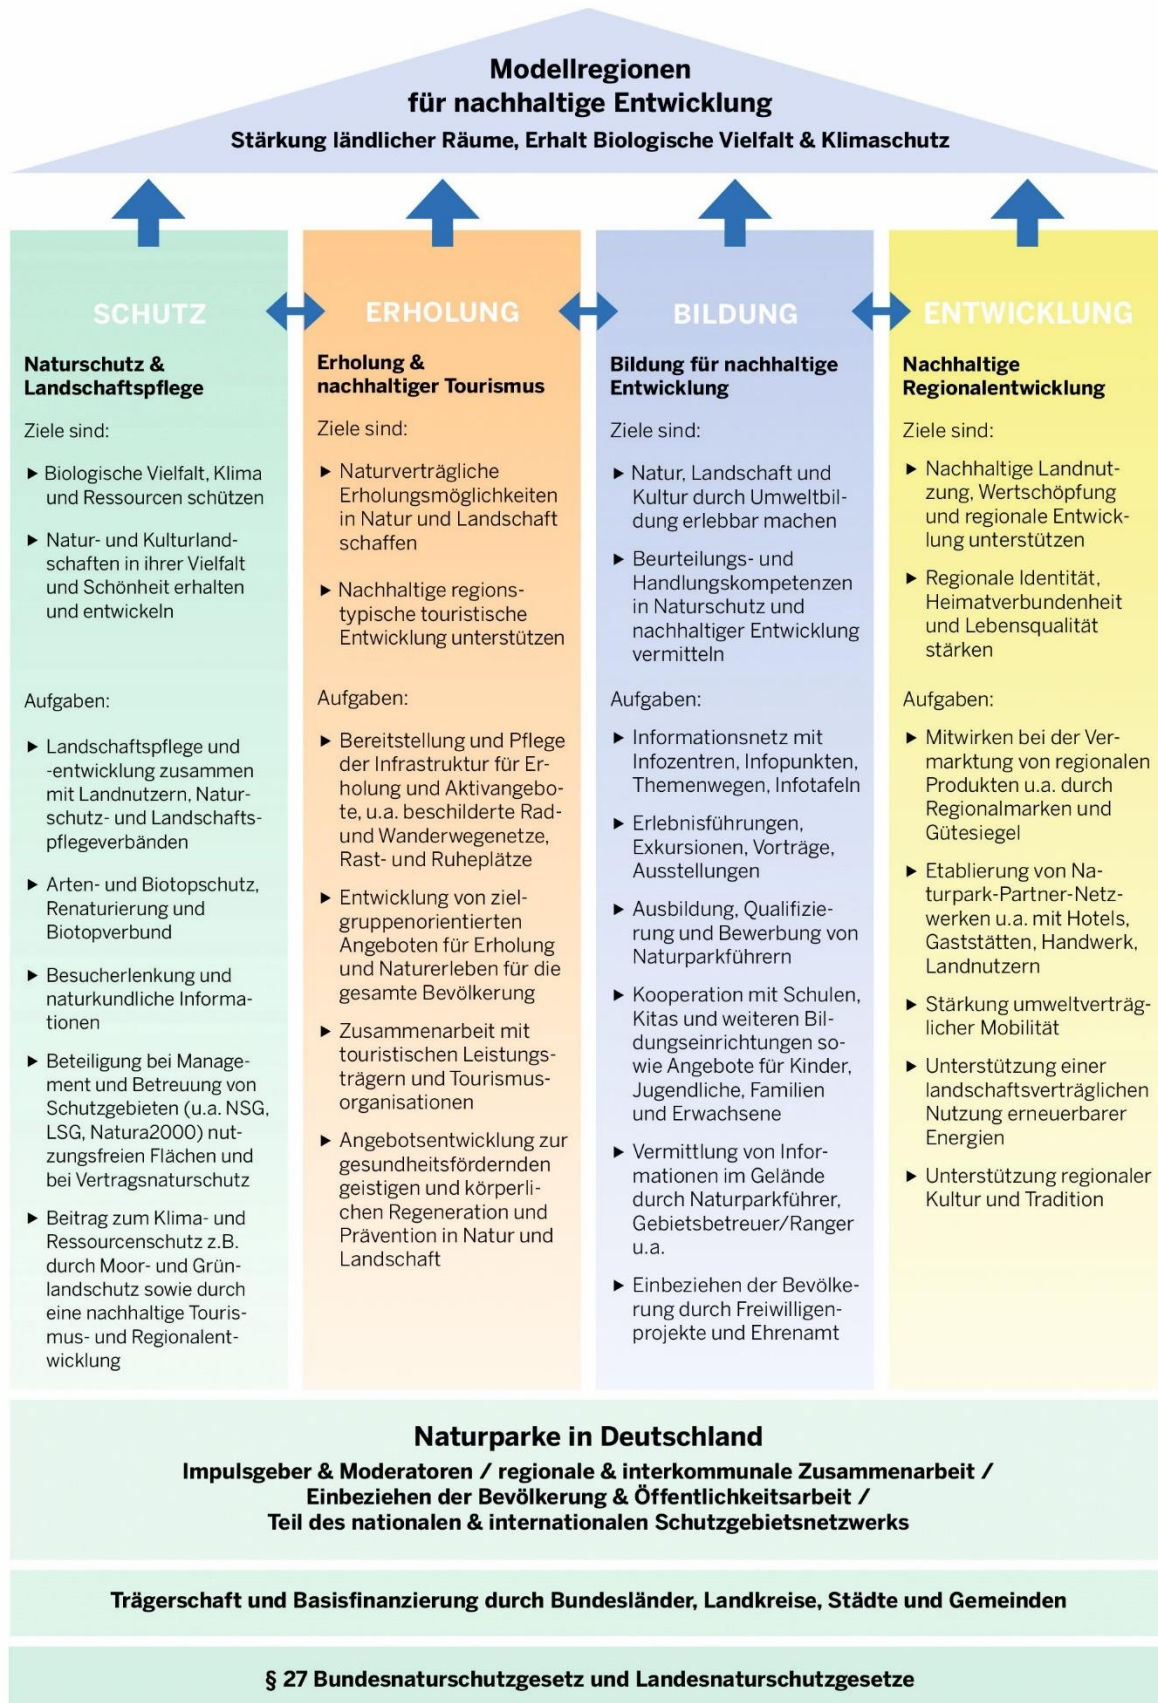 Modellregionen
für nachhaltige Entwicklung
Stärkung ländlicher Räume, Erhalt Biologische Vielfalt & Klimaschutz
SCHUTZ
Naturschutz &
Landschaftspflege
Ziele sind:
▶ Biologische Vielfalt, Klima
und Ressourcen schützen
▶ Natur- und Kulturland-
schaften in ihrer Vielfalt
und Schönheit erhalten
und entwickeln
Aufgaben:
▶ Landschaftspflege und
-entwicklung zusammen
mit Landnutzern, Natur-
schutz- und Landschafts-
pflegeverbänden
▶ Arten- und Biotopschutz,
Renaturierung und
Biotopverbund
▶ Besucherlenkung und
naturkundliche Informa-
tionen
▶ Beteiligung bei Manage-
ment und Betreuung von
Schutzgebieten (u.a. NSG,
LSG, Natura2000) nut-
zungsfreien Flächen und
bei Vertragsnaturschutz
▶ Beitrag zum Klima- und
Ressourcenschutz z.B.
durch Moor- und Grün-
landschutz sowie durch
eine nachhaltige Touris-
mus- und Regionalent-
wicklung
ERHOLUNG
Erholung &
nachhaltiger Tourismus
Ziele sind:
▶ Naturverträgliche
Erholungsmöglichkeiten
in Natur und Landschaft
schaffen
▶ Nachhaltige regions-
typische touristische
Entwicklung unterstützen
Aufgaben:
▶ Bereitstellung und Pflege
der Infrastruktur für Er-
holung und Aktivangebo-
te, u.a. beschilderte Rad-
und Wanderwegenetze,
Rast- und Ruheplätze
▶ Entwicklung von ziel-
gruppenorientierten
Angeboten für Erholung
und Naturerleben für die
gesamte Bevölkerung
▶ Zusammenarbeit mit
touristischen Leistungs-
trägern und Tourismus-
organisationen
▶ Angebotsentwicklung zur
gesundheitsfördernden
geistigen und körperli-
chen Regeneration und
Prävention in Natur und
Landschaft
BILDUNG
Bildung für nachhaltige
Entwicklung
Ziele sind:
▶ Natur, Landschaft und
Kultur durch Umweltbil-
dung erlebbar machen
▶ Beurteilungs- und
Handlungskompetenzen
in Naturschutz und
nachhaltiger Entwicklung
vermitteln
Aufgaben:
▶ Informationsnetz mit
Infozentren, Infopunkten,
Themenwegen, Infotafeln
▶ Erlebnisführungen,
Exkursionen, Vorträge,
Ausstellungen
▶ Ausbildung, Qualifizie-
rung und Bewerbung von
Naturparkführern
▶ Kooperation mit Schulen,
Kitas und weiteren Bil-
dungseinrichtungen so-
wie Angebote für Kinder,
Jugendliche, Familien
und Erwachsene
▶ Vermittlung von Infor-
mationen im Gelände
durch Naturparkführer,
Gebietsbetreuer/Ranger
u.a.
▶ Einbeziehen der Bevölke-
rung durch Freiwilligen-
projekte und Ehrenamt
ENTWICKLUNG
Nachhaltige
Regionalentwicklung
Ziele sind:
▶ Nachhaltige Landnut-
zung, Wertschöpfung
und regionale Entwick-
lung unterstützen
▶ Regionale Identität,
Heimatverbundenheit
und Lebensqualität
stärken
Aufgaben:
▶ Mitwirken bei der Ver-
marktung von regionalen
Produkten u.a. durch
Regionalmarken und
Gütesiegel
▶ Etablierung von Na-
turpark-Partner-Netz-
werken u.a. mit Hotels,
Gaststätten, Handwerk,
Landnutzern
▶ Stärkung umweltverträg-
licher Mobilität
▶ Unterstützung einer
landschaftsverträglichen
Nutzung erneuerbarer
Energien
▶ Unterstützung regionaler
Kultur und Tradition
Naturparke in Deutschland
Impulsgeber & Moderatoren / regionale & interkommunale Zusammenarbeit /
Einbeziehen der Bevölkerung & Öffentlichkeitsarbeit /
Teil des nationalen & internationalen Schutzgebietsnetzwerks
Trägerschaft und Basisfinanzierung durch Bundesländer, Landkreise, Städte und Gemeinden
§ 27 Bundesnaturschutzgesetz und Landesnaturschutzgesetze